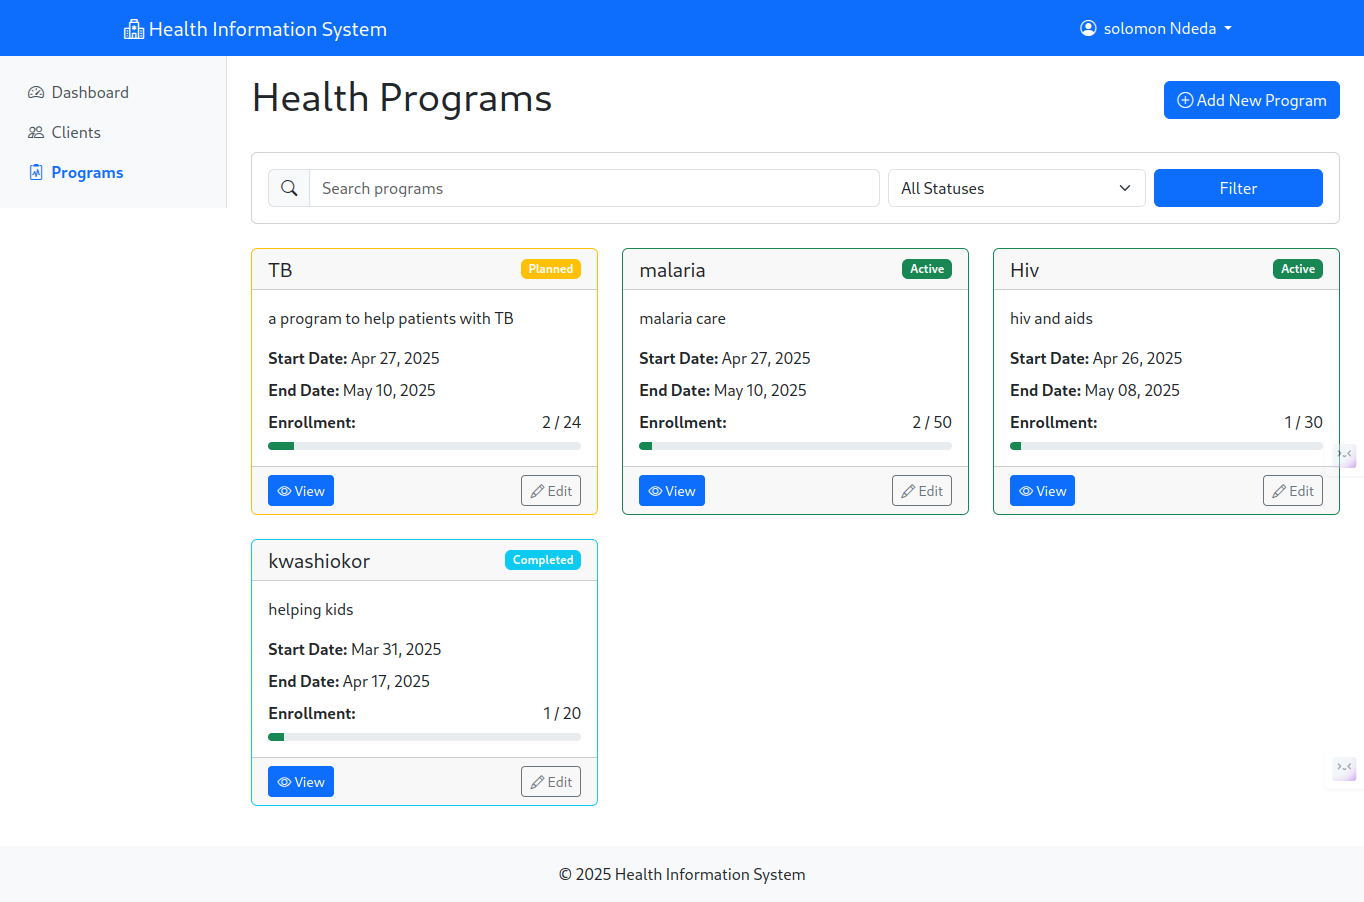 Health Information System
solomon Ndeda
Dashboard
Clients
Programs
Health Programs
Add New Program
Search programs
All Statuses
Filter
TB
Planned
a program to help patients with TB
Start Date: Apr 27, 2025
End Date: May 10, 2025
Enrollment: 2 / 24
View
Edit
malaria
Active
malaria care
Start Date: Apr 27, 2025
End Date: May 10, 2025
Enrollment: 2 / 50
View
Edit
Hiv
Active
hiv and aids
Start Date: Apr 26, 2025
End Date: May 08, 2025
Enrollment: 1 / 30
View
Edit
kwashiokor
Completed
helping kids
Start Date: Mar 31, 2025
End Date: Apr 17, 2025
Enrollment: 1 / 20
View
Edit
© 2025 Health Information System